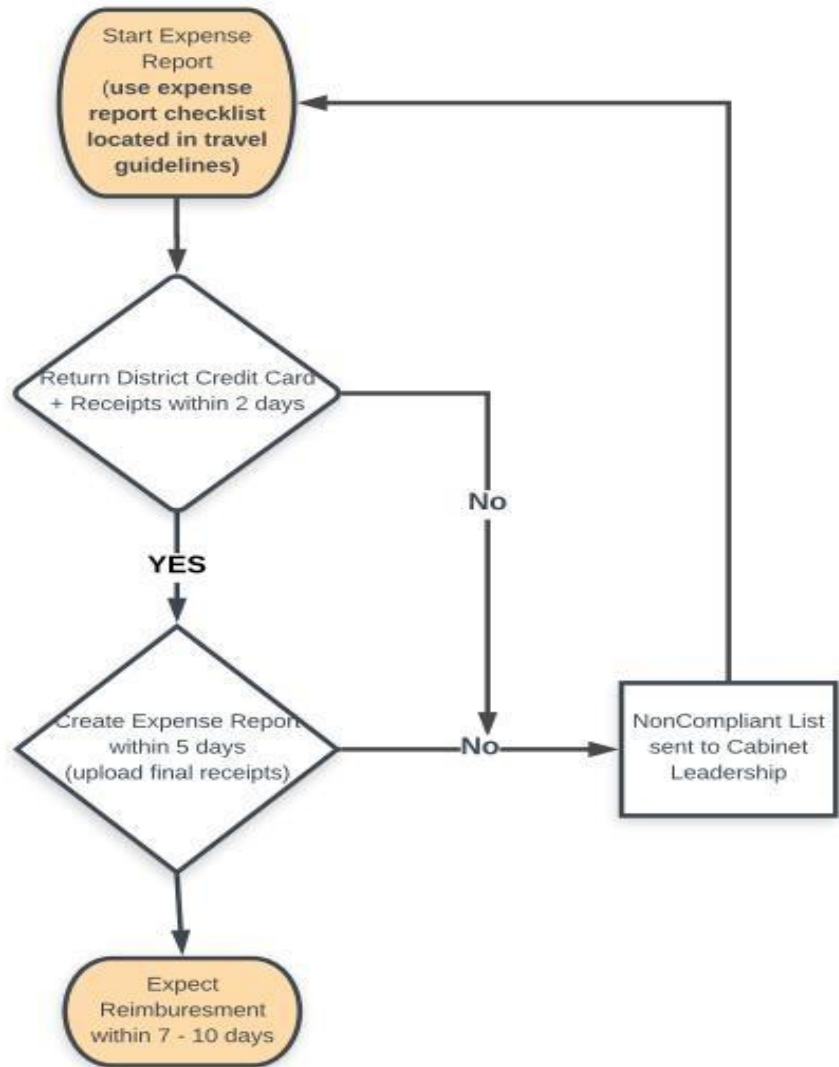 Start Expense
Report
(use expense
report checklist
located in travel
guidelines)
Return District Credit Card
+ Receipts within 2 days
No
YES
Create Expense Report
within 5 days
(upload final receipts)
No
NonCompliant List
sent to Cabinet
Leadership
Expect
Reimburesment
within 7 - 10 days